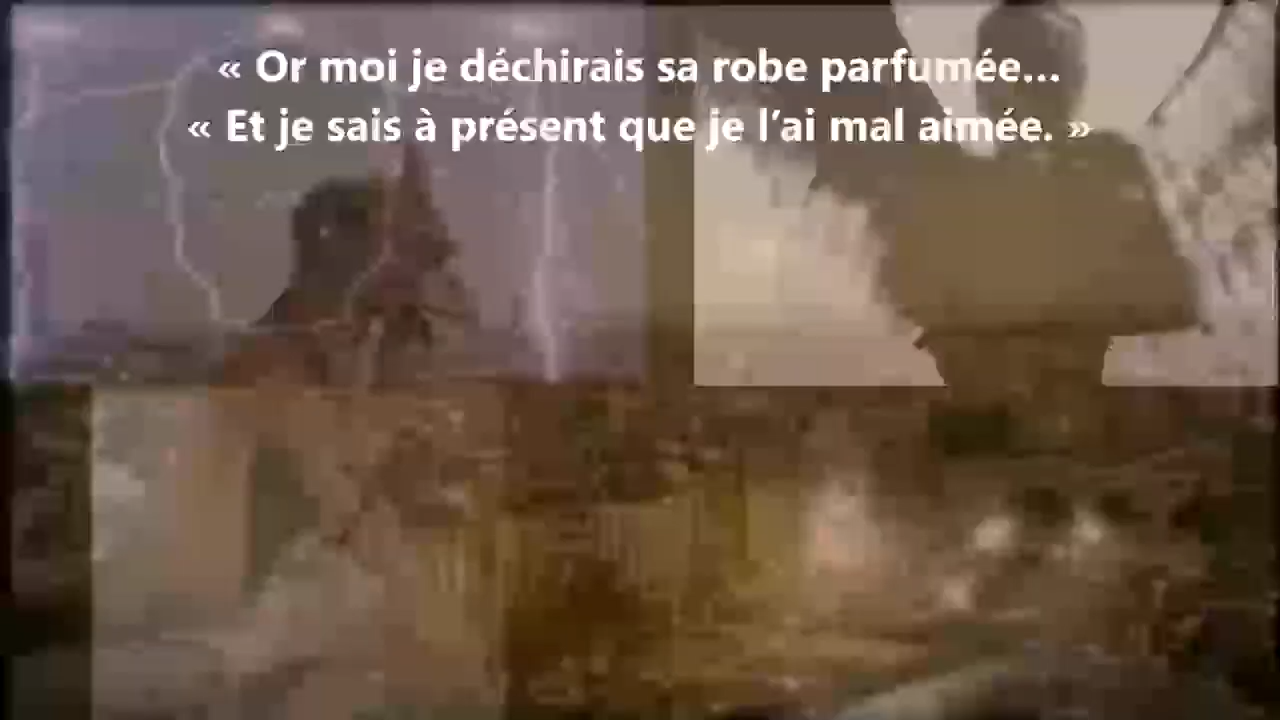 « Or moi je déchirais sa robe parfumée...
« Et je sais à présent que je l’ai mal aimée. »